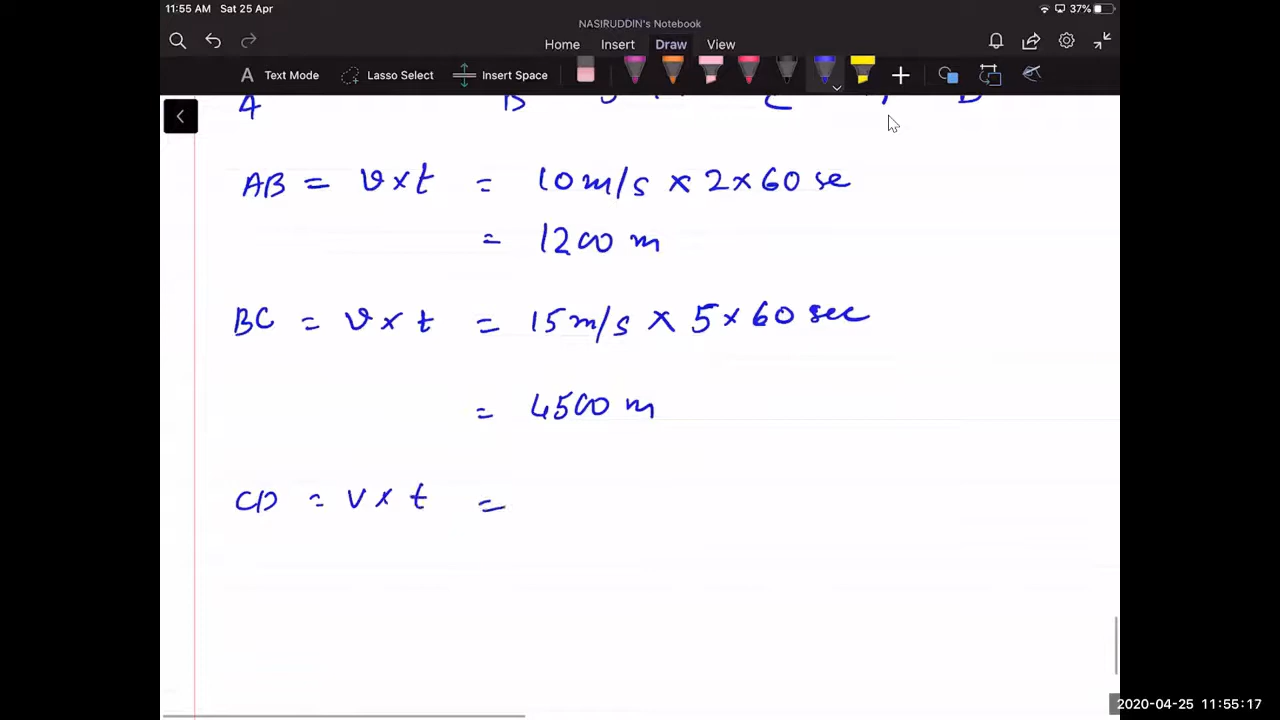 11:55 AM Sat 25 Apr
37%
NASIRUDDIN's Notebook
Home Insert Draw View
Text Mode Lasso Select Insert Space
A B C D
AB = v × t = 10 m/s × 2 × 60 se
= 1200 m
BC = v × t = 15 m/s × 5 × 60 sec
= 4500 m
CD = v × t =
2020-04-25 11:55:17